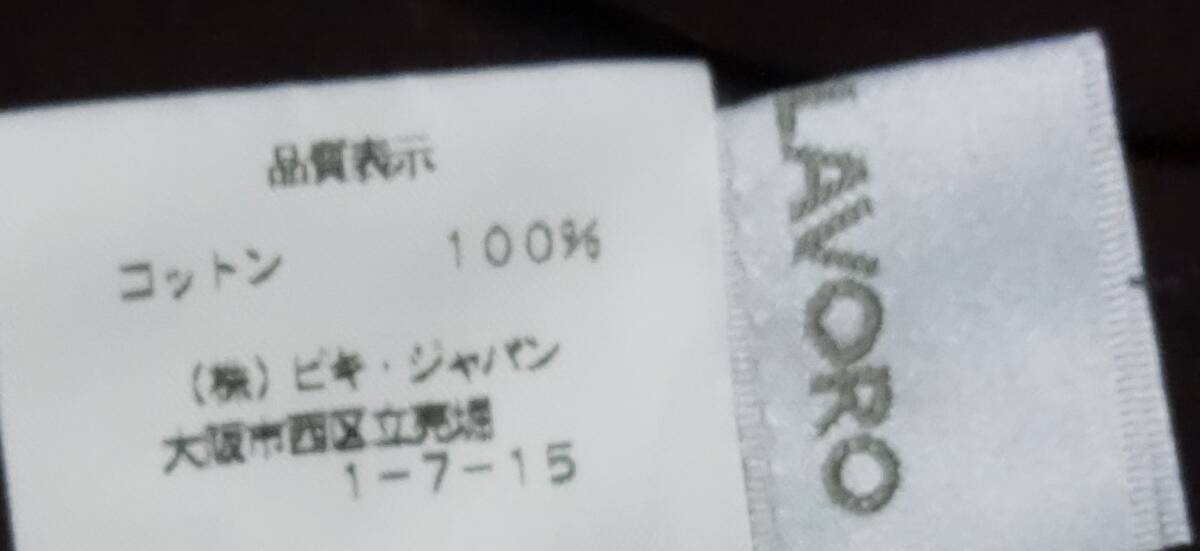 品質表示
コットン 100%
(株)ビキ・ジャパン
大阪市西区立売堀
1-7-15
LAVORO